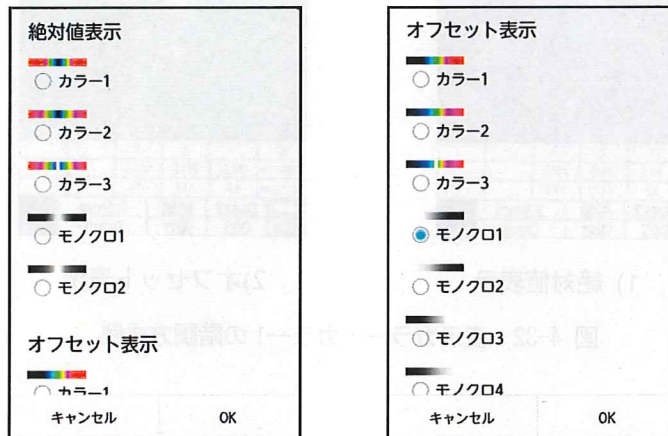 絶対値表示
カラー1
カラー2
カラー3
モノクロ1
モノクロ2
オフセット表示
カラー1
キャンセル OK
オフセット表示
カラー1
カラー2
カラー3
モノクロ1
モノクロ2
モノクロ3
モノクロ4
キャンセル OK